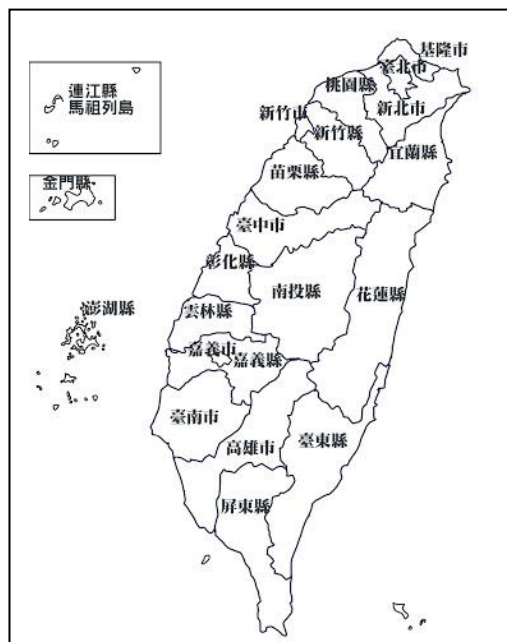 基隆市
臺北市
桃園縣
新北市
連江縣
馬祖列島
新竹市
新竹縣
宜蘭縣
苗栗縣
金門縣
臺中市
彰化縣
南投縣
花蓮縣
澎湖縣
雲林縣
嘉義市
嘉義縣
臺南市
高雄市
臺東縣
屏東縣